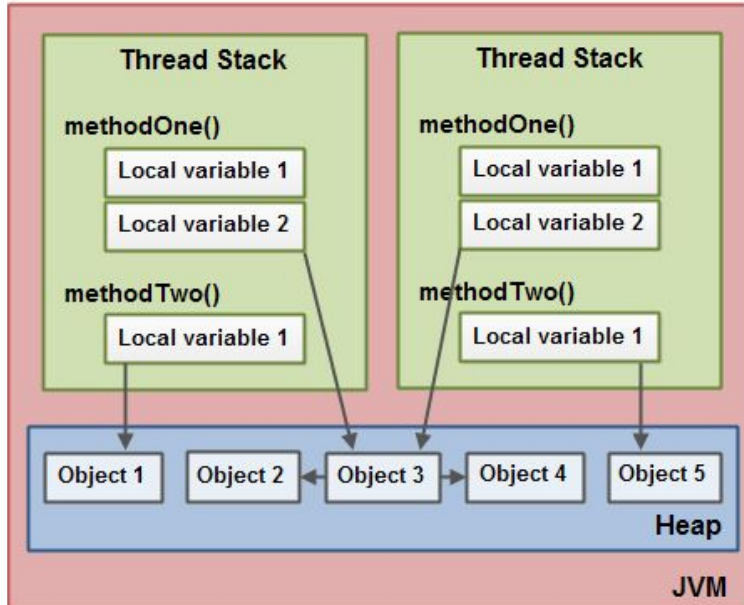 Thread Stack
methodOne()
Local variable 1
Local variable 2
methodTwo()
Local variable 1
Thread Stack
methodOne()
Local variable 1
Local variable 2
methodTwo()
Local variable 1
Object 1
Object 2
Object 3
Object 4
Object 5
Heap
JVM